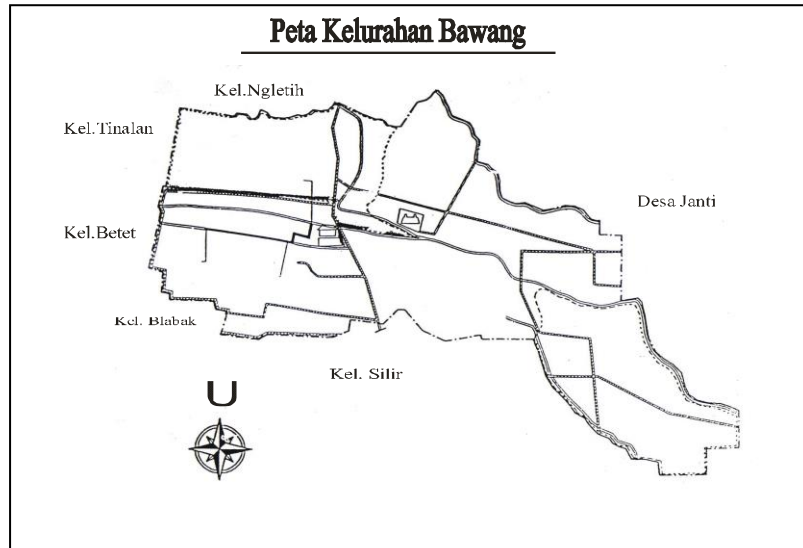 Peta Kelurahan Bawang
Kel.Ngletih
Kel.Tinalan
Desa Janti
Kel.Betet
Kel. Blabak
Kel. Silir
U